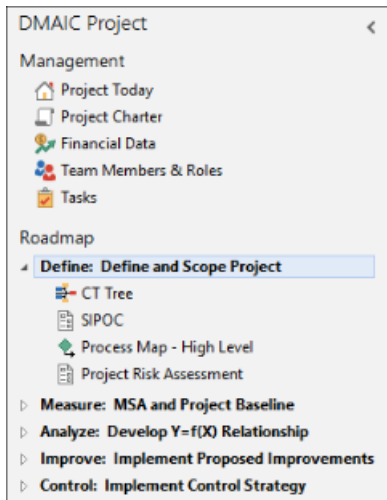 DMAIC Project
Management
Project Today
Project Charter
Financial Data
Team Members & Roles
Tasks
Roadmap
Define: Define and Scope Project
CT Tree
SIPOC
Process Map - High Level
Project Risk Assessment
Measure: MSA and Project Baseline
Analyze: Develop Y=f(X) Relationship
Improve: Implement Proposed Improvements
Control: Implement Control Strategy